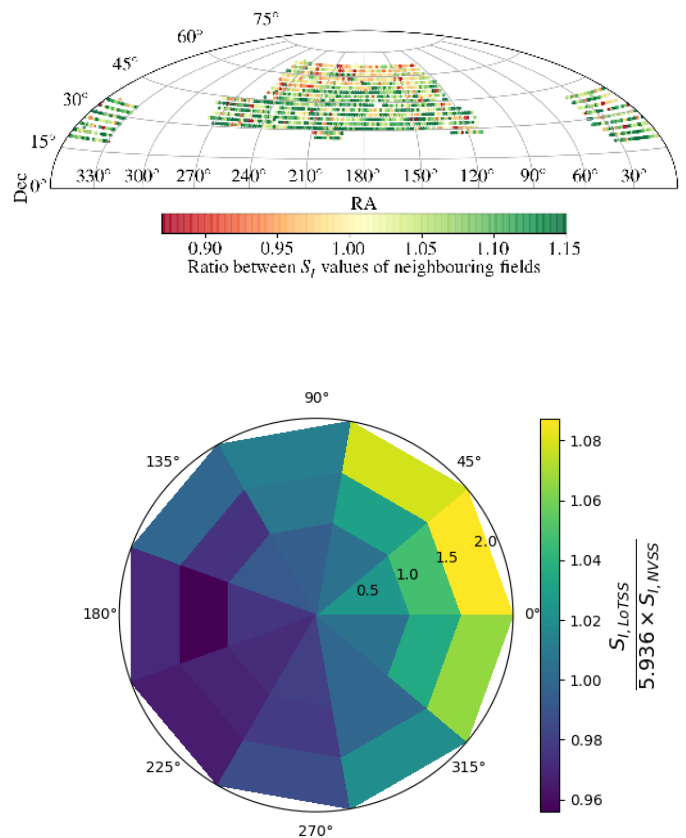 75°
60°
45°
30°
15°
0°
Dec
330° 300° 270° 240° 210° 180° 150° 120° 90° 60° 30°
RA
0.90 0.95 1.00 1.05 1.10 1.15
Ratio between S_I values of neighbouring fields
90°
135° 45°
180° 0°
225° 315°
270°
0.5 1.0 1.5 2.0
1.08
1.06
1.04
1.02
1.00
0.98
0.96
S_{I,LoTSS}
5.936 × S_{I,NVSS}